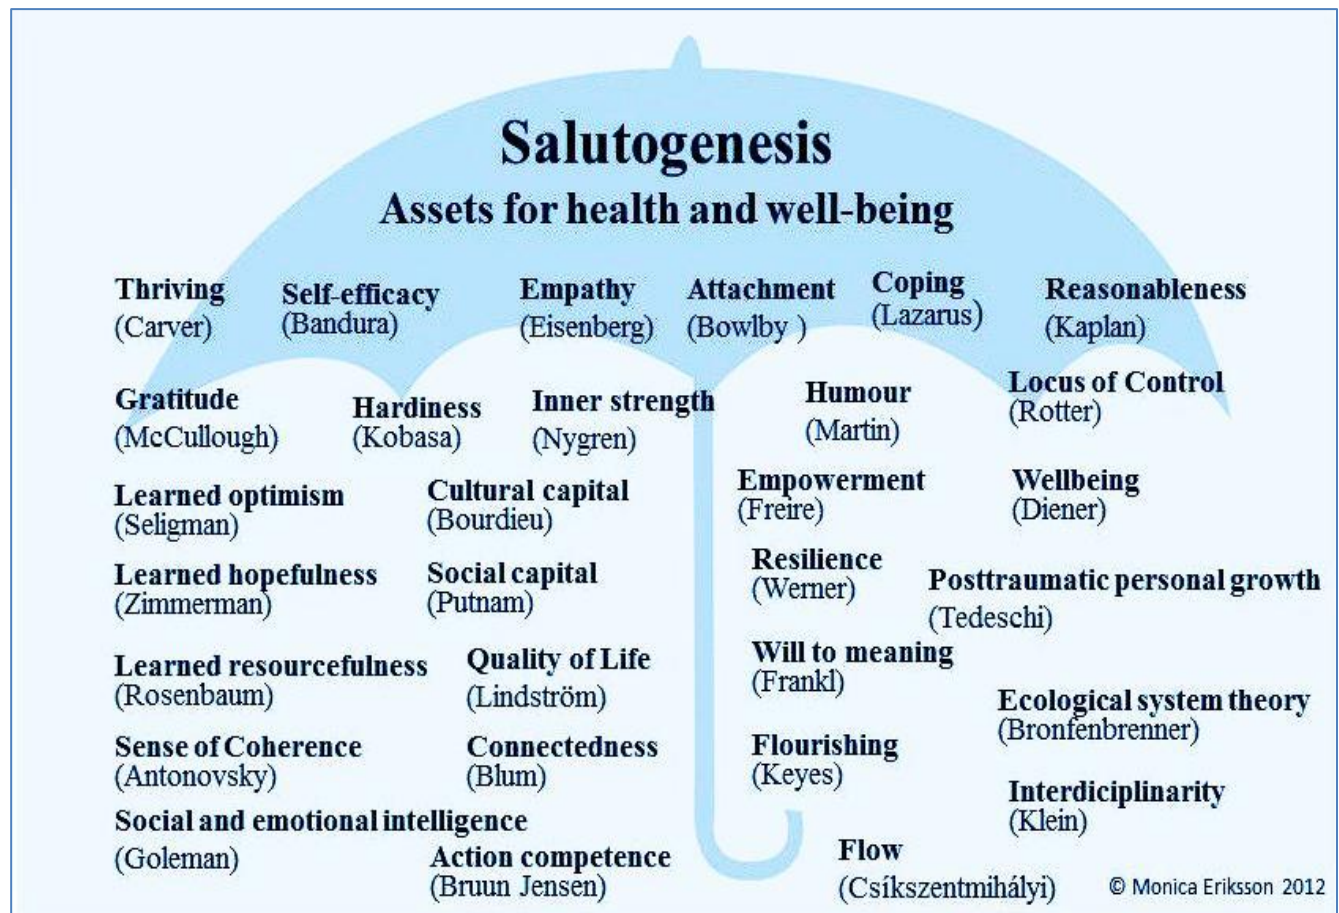 Salutogenesis
Assets for health and well-being
Thriving
(Carver)
Self-efficacy
(Bandura)
Empathy
(Eisenberg)
Attachment
(Bowlby )
Coping
(Lazarus)
Reasonableness
(Kaplan)
Gratitude
(McCullough)
Hardiness
(Kobasa)
Inner strength
(Nygren)
Humour
(Martin)
Locus of Control
(Rotter)
Learned optimism
(Seligman)
Cultural capital
(Bourdieu)
Empowerment
(Freire)
Wellbeing
(Diener)
Learned hopefulness
(Zimmerman)
Social capital
(Putnam)
Resilience
(Werner)
Posttraumatic personal growth
(Tedeschi)
Learned resourcefulness
(Rosenbaum)
Quality of Life
(Lindström)
Will to meaning
(Frankl)
Ecological system theory
(Bronfenbrenner)
Sense of Coherence
(Antonovsky)
Connectedness
(Blum)
Flourishing
(Keyes)
Interdiciplinarity
(Klein)
Social and emotional intelligence
(Goleman)
Action competence
(Bruun Jensen)
Flow
(Csíkszentmihályi)
© Monica Eriksson 2012